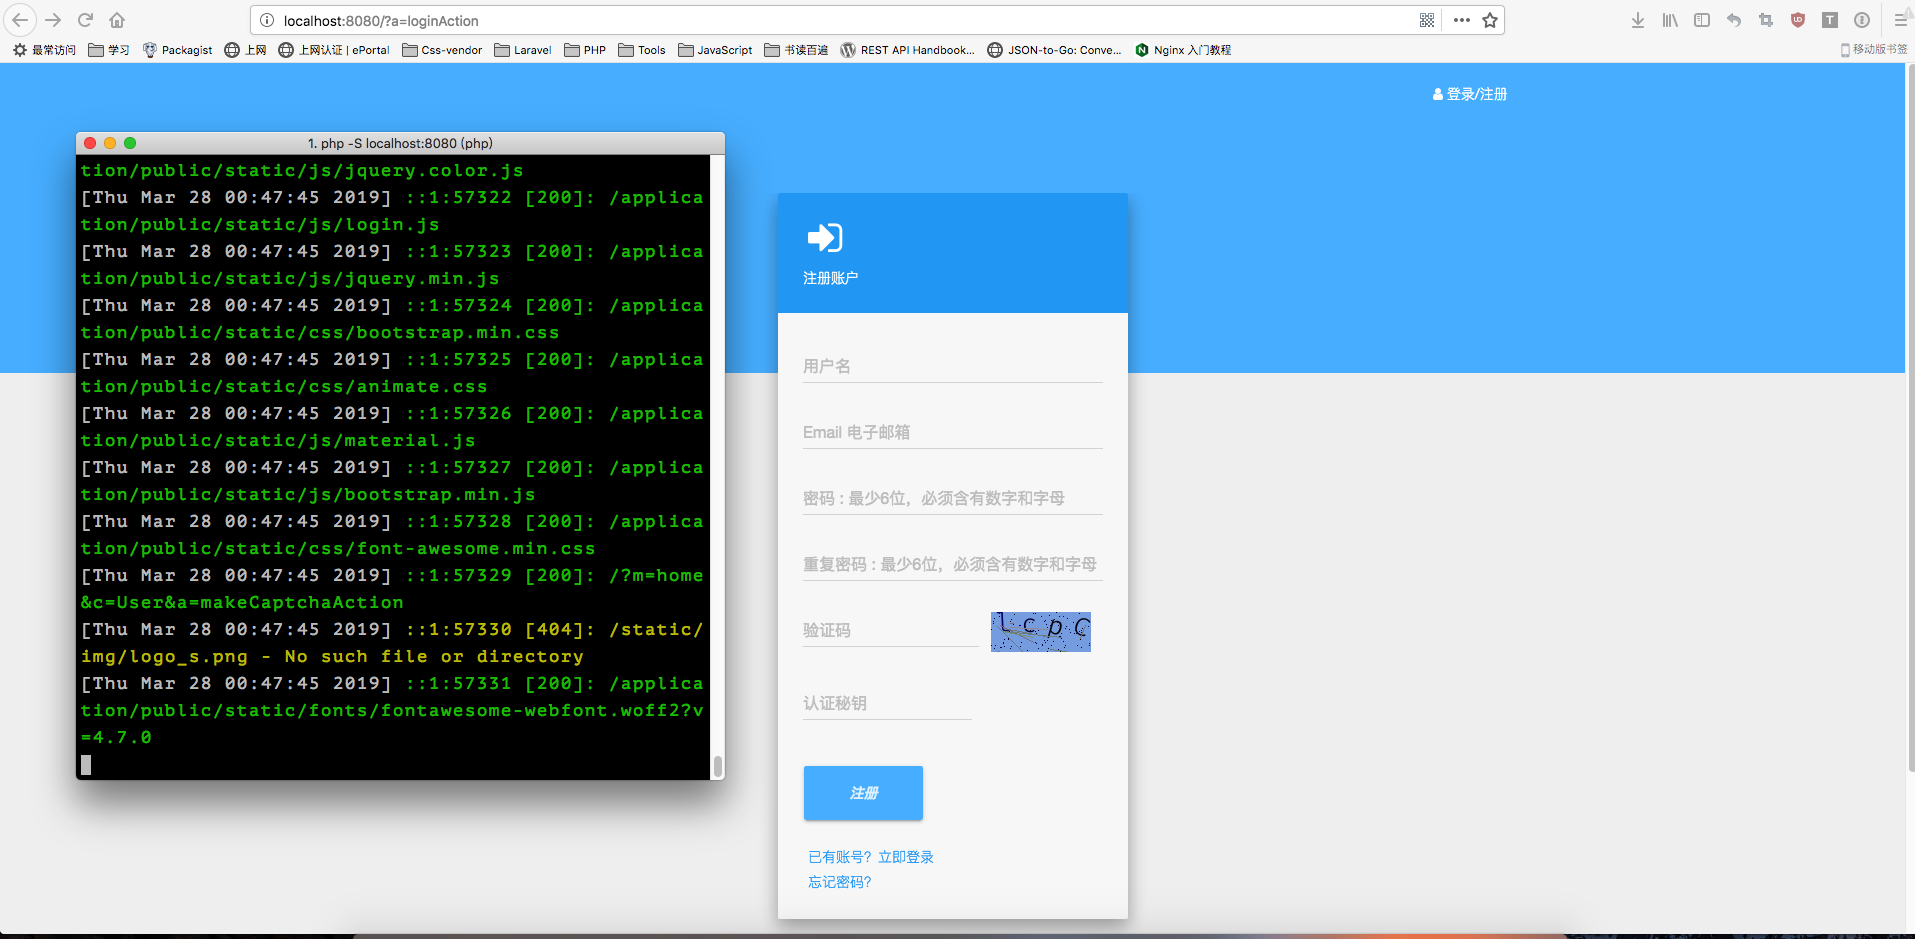 localhost:8080/?a=loginAction
最常访问 学习 Packagist 上网 上网认证 | ePortal Css-vendor Laravel PHP Tools JavaScript 书读百遍 REST API Handbook... JSON-to-Go: Conve... Nginx 入门教程 移动版书签
登录/注册
1. php -S localhost:8080 (php)
tion/public/static/js/jquery.color.js
[Thu Mar 28 00:47:45 2019] ::1:57322 [200]: /applica
tion/public/static/js/login.js
[Thu Mar 28 00:47:45 2019] ::1:57323 [200]: /applica
tion/public/static/js/jquery.min.js
[Thu Mar 28 00:47:45 2019] ::1:57324 [200]: /applica
tion/public/static/css/bootstrap.min.css
[Thu Mar 28 00:47:45 2019] ::1:57325 [200]: /applica
tion/public/static/css/animate.css
[Thu Mar 28 00:47:45 2019] ::1:57326 [200]: /applica
tion/public/static/js/material.js
[Thu Mar 28 00:47:45 2019] ::1:57327 [200]: /applica
tion/public/static/js/bootstrap.min.js
[Thu Mar 28 00:47:45 2019] ::1:57328 [200]: /applica
tion/public/static/css/font-awesome.min.css
[Thu Mar 28 00:47:45 2019] ::1:57329 [200]: /?m=home
&c=User&a=makeCaptchaAction
[Thu Mar 28 00:47:45 2019] ::1:57330 [404]: /static/
img/logo_s.png - No such file or directory
[Thu Mar 28 00:47:45 2019] ::1:57331 [200]: /applica
tion/public/static/fonts/fontawesome-webfont.woff2?v
=4.7.0
注册账户
用户名
Email 电子邮箱
密码 : 最少6位，必须含有数字和字母
重复密码 : 最少6位，必须含有数字和字母
验证码
认证秘钥
注册
已有账号？立即登录
忘记密码？